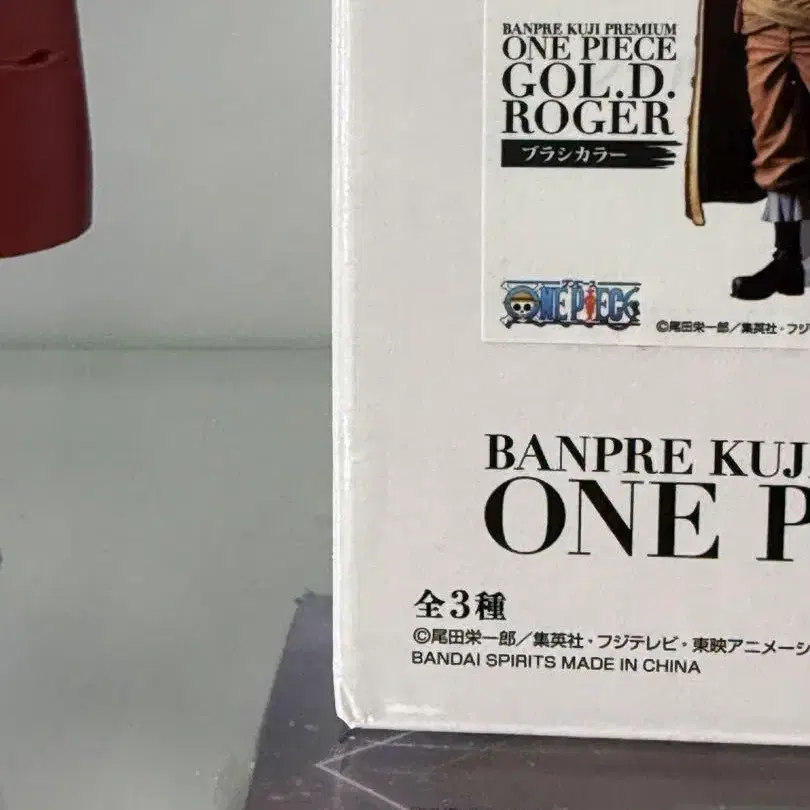 BANPRE KUJI PREMIUM
ONE PIECE
GOL.D.
ROGER
ブラシカラー
ONE PIECE
©尾田栄一郎／集英社・フジ
BANPRE KUJ
ONE P
全3種
©尾田栄一郎／集英社・フジテレビ・東映アニメーシ
BANDAI SPIRITS MADE IN CHINA